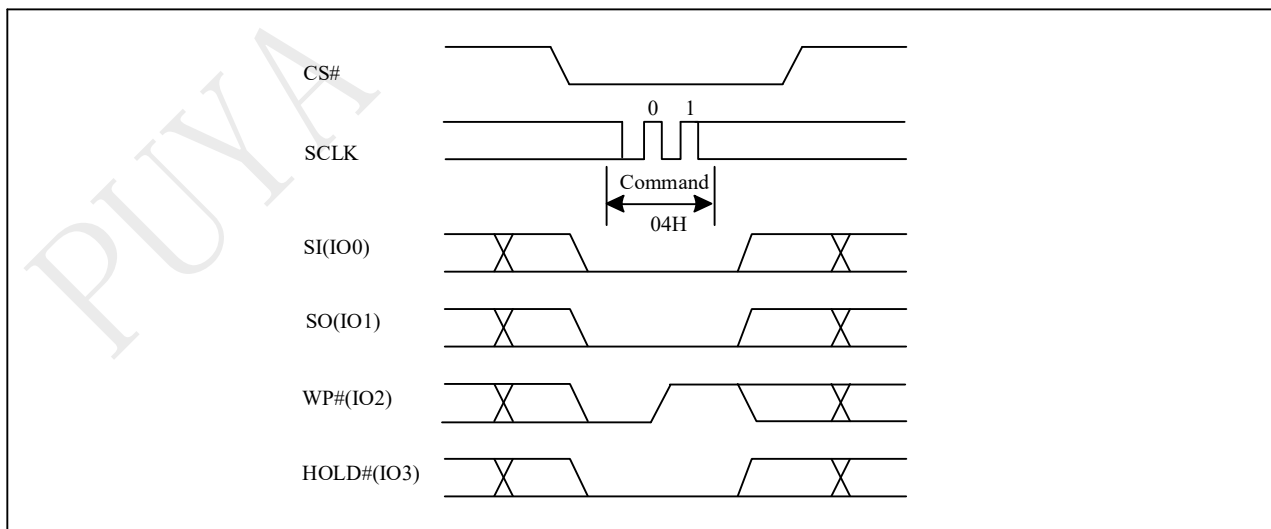 PUYA
CS#
0 1
SCLK
Command
04H
SI(IO0)
SO(IO1)
WP#(IO2)
HOLD#(IO3)